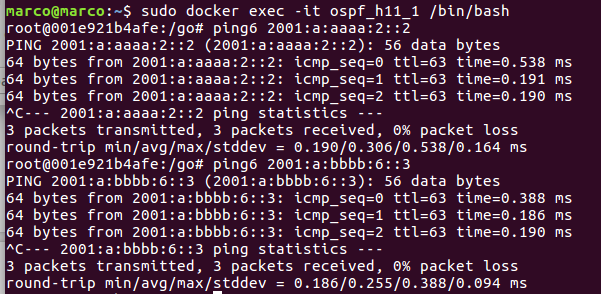 marco@marco:~$ sudo docker exec -it ospf_h11_1 /bin/bash
root@001e921b4afe:/go# ping6 2001:a:aaaa:2::2
PING 2001:a:aaaa:2::2 (2001:a:aaaa:2::2): 56 data bytes
64 bytes from 2001:a:aaaa:2::2: icmp_seq=0 ttl=63 time=0.538 ms
64 bytes from 2001:a:aaaa:2::2: icmp_seq=1 ttl=63 time=0.191 ms
64 bytes from 2001:a:aaaa:2::2: icmp_seq=2 ttl=63 time=0.190 ms
^C--- 2001:a:aaaa:2::2 ping statistics ---
3 packets transmitted, 3 packets received, 0% packet loss
round-trip min/avg/max/stddev = 0.190/0.306/0.538/0.164 ms
root@001e921b4afe:/go# ping6 2001:a:bbbb:6::3
PING 2001:a:bbbb:6::3 (2001:a:bbbb:6::3): 56 data bytes
64 bytes from 2001:a:bbbb:6::3: icmp_seq=0 ttl=63 time=0.388 ms
64 bytes from 2001:a:bbbb:6::3: icmp_seq=1 ttl=63 time=0.186 ms
64 bytes from 2001:a:bbbb:6::3: icmp_seq=2 ttl=63 time=0.190 ms
^C--- 2001:a:bbbb:6::3 ping statistics ---
3 packets transmitted, 3 packets received, 0% packet loss
round-trip min/avg/max/stddev = 0.186/0.255/0.388/0.094 ms